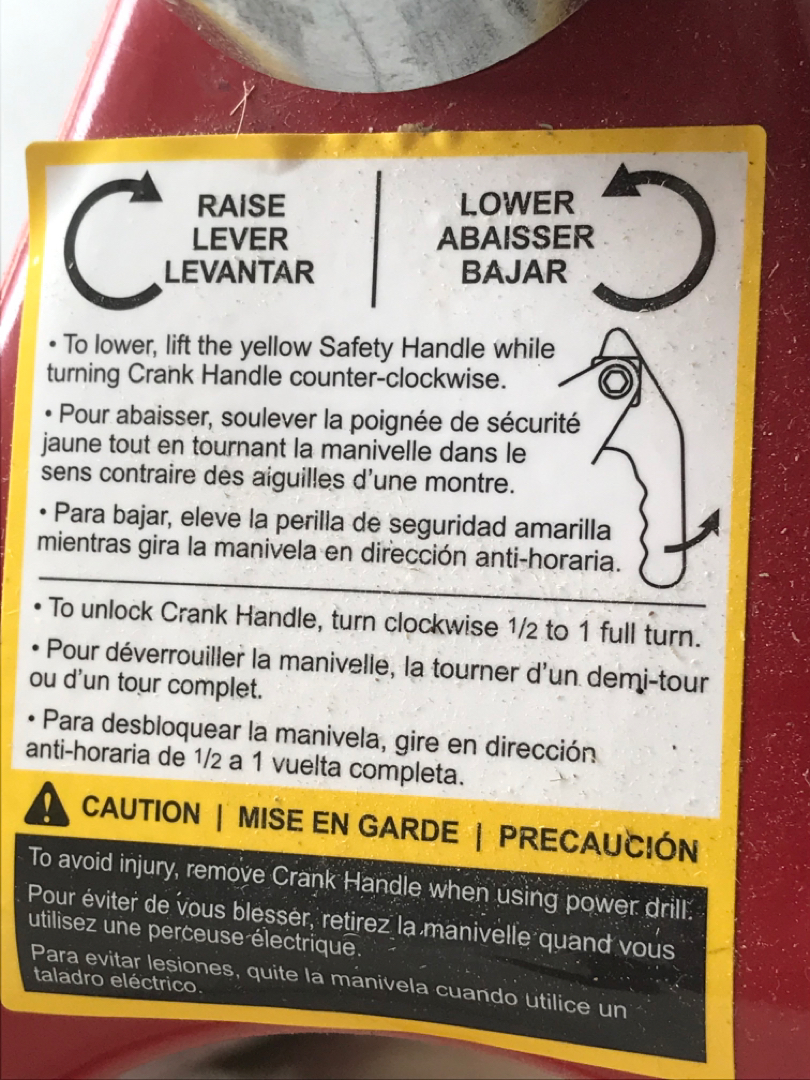 RAISE
LEVER
LEVANTAR
LOWER
ABAISSER
BAJAR
• To lower, lift the yellow Safety Handle while
turning Crank Handle counter-clockwise.
• Pour abaisser, soulever la poignée de sécurité
jaune tout en tournant la manivelle dans le
sens contraire des aiguilles d'une montre.
• Para bajar, eleve la perilla de seguridad amarilla
mientras gira la manivela en dirección anti-horaria.
• To unlock Crank Handle, turn clockwise 1/2 to 1 full turn.
• Pour déverrouiller la manivelle, la tourner d'un demi-tour
ou d'un tour complet.
• Para desbloquear la manivela, gire en dirección
anti-horaria de 1/2 a 1 vuelta completa.
CAUTION | MISE EN GARDE | PRECAUCIÓN
To avoid injury, remove Crank Handle when using power drill.
Pour éviter de vous blesser, retirez la manivelle quand vous
utilisez une perceuse électrique.
Para evitar lesiones, quite la manivela cuando utilice un
taladro eléctrico.